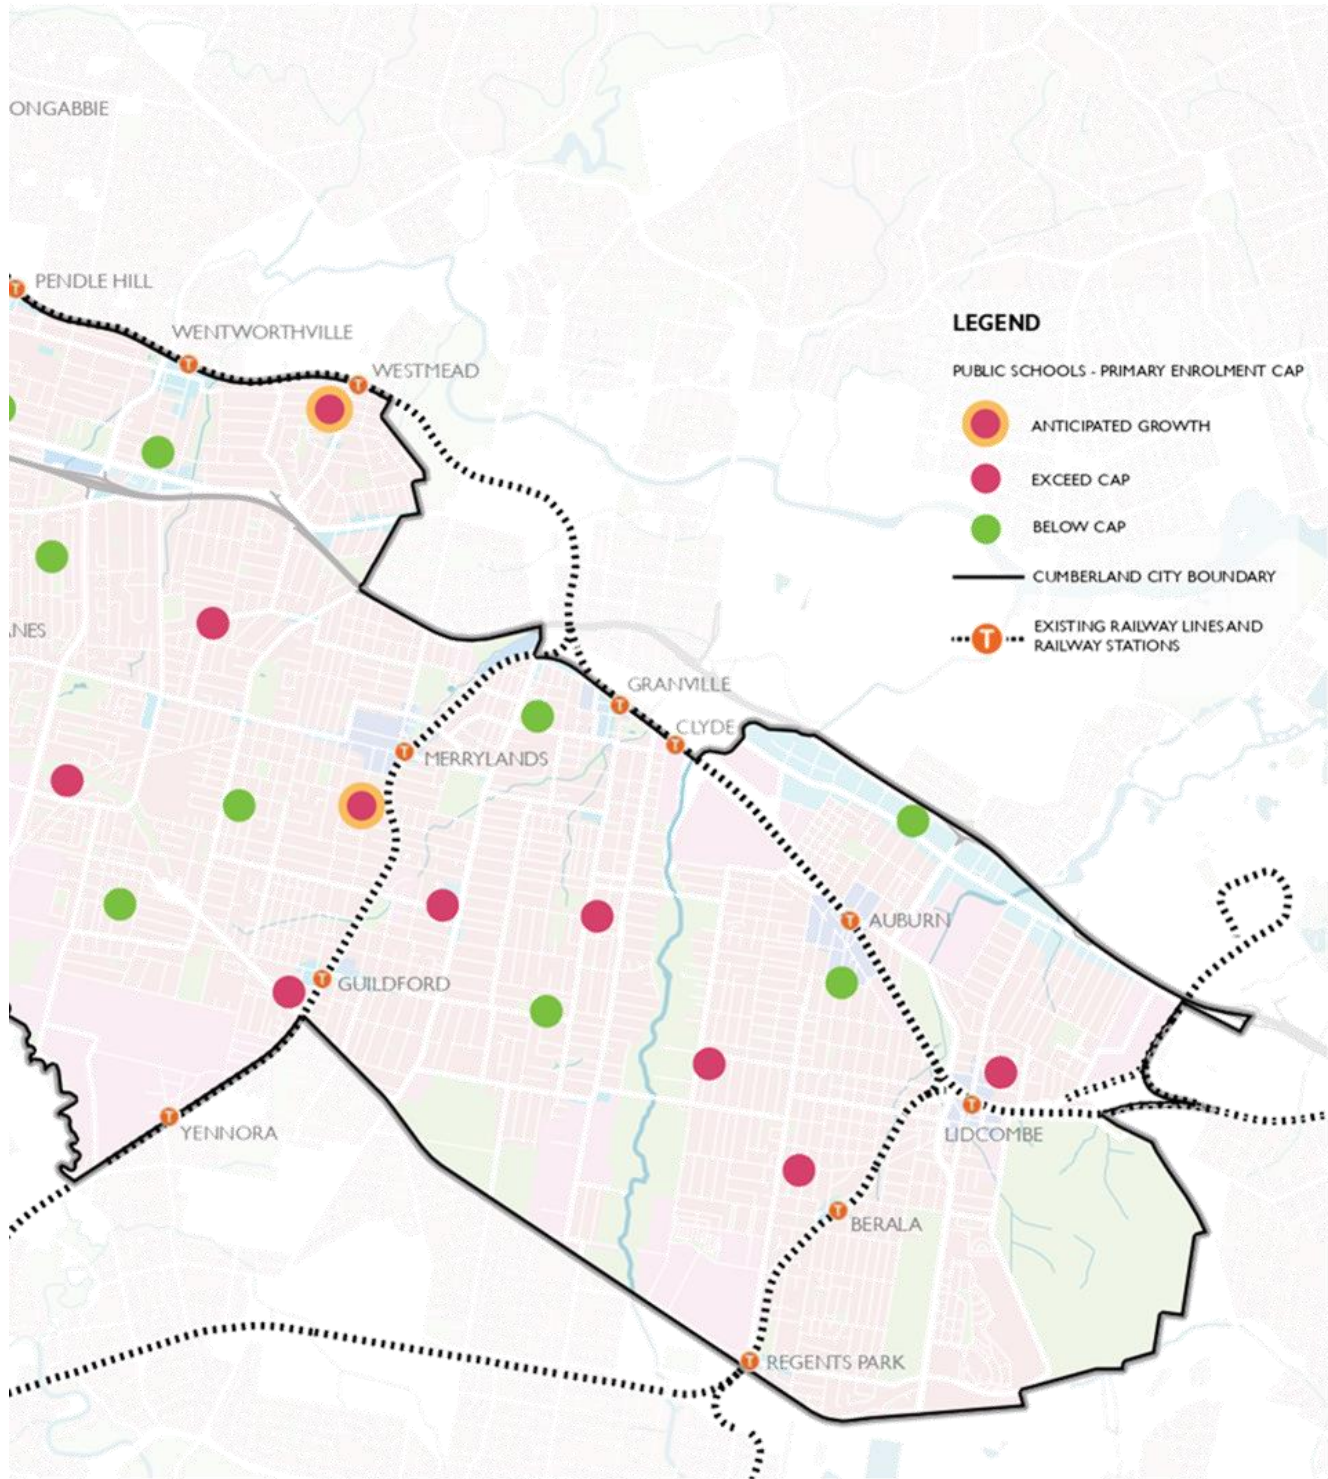 ONGABBIE
PENDLE HILL
WENTWORTHVILLE
WESTMEAD
LEGEND
PUBLIC SCHOOLS - PRIMARY ENROLMENT CAP
ANTICIPATED GROWTH
EXCEED CAP
BELOW CAP
CUMBERLAND CITY BOUNDARY
T EXISTING RAILWAY LINES AND
RAILWAY STATIONS
NES
GRANVILLE
CLYDE
MERRYLANDS
AUBURN
GUILDFORD
YENNORA
LIDCOMBE
BERALA
REGENTS PARK